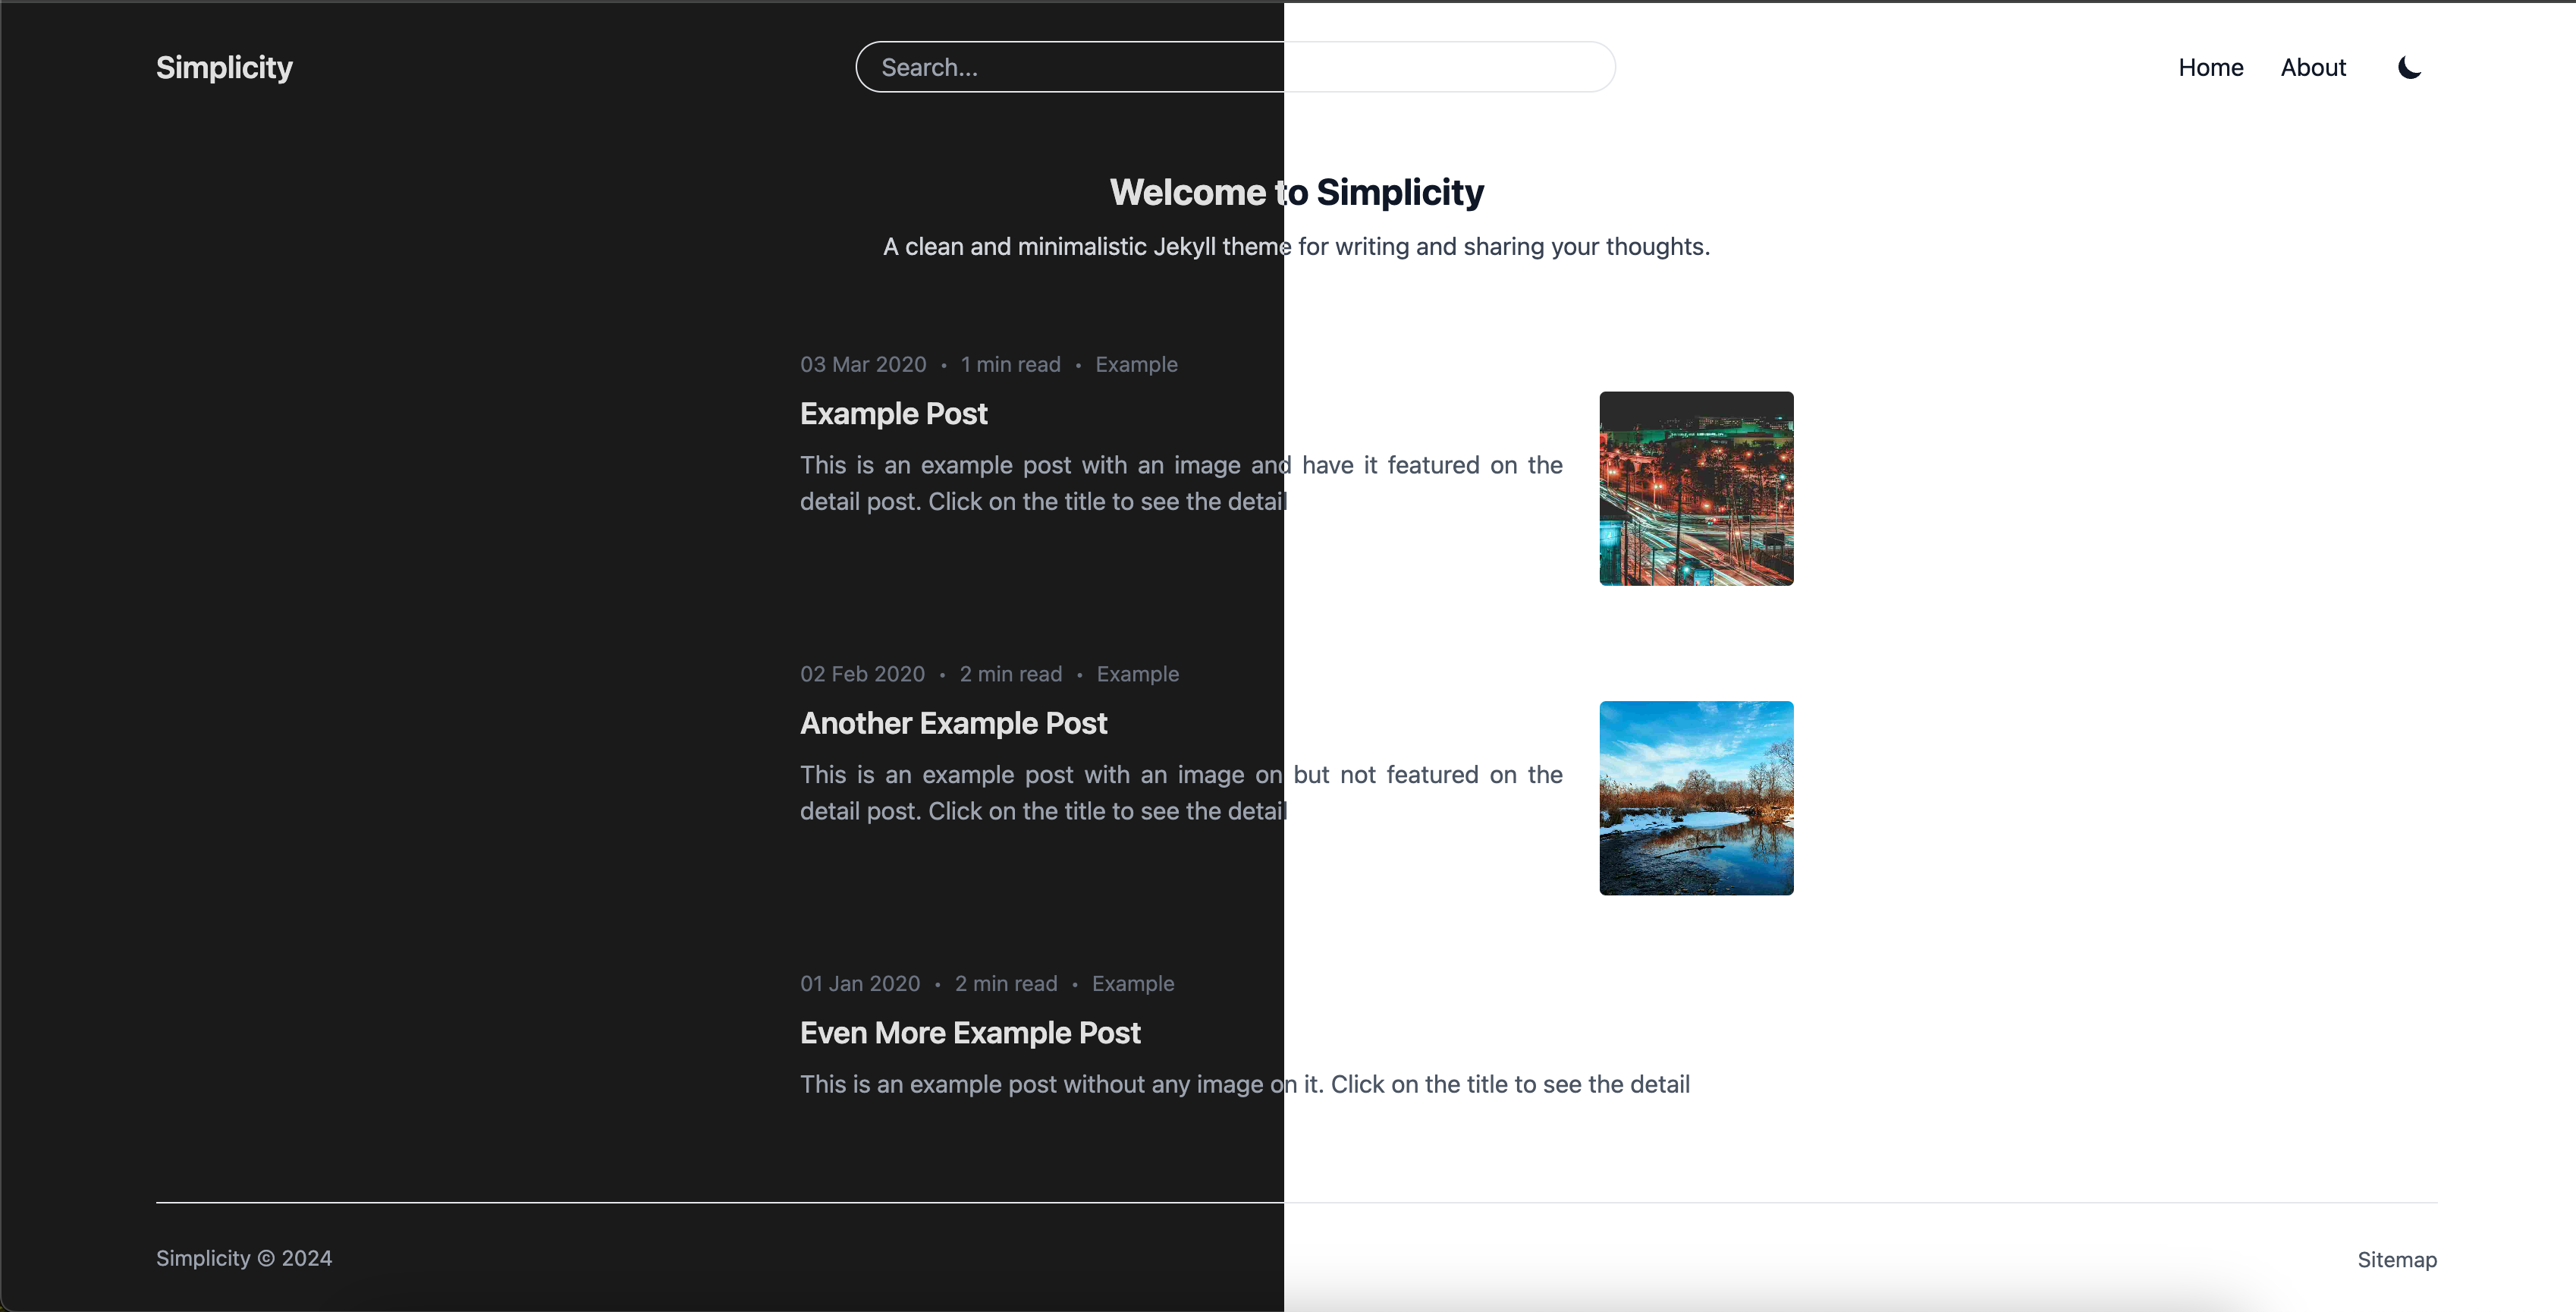 Simplicity
Search...
Home
About
Welcome to Simplicity
A clean and minimalistic Jekyll theme for writing and sharing your thoughts.
03 Mar 2020 • 1 min read • Example
Example Post
This is an example post with an image and have it featured on the
detail post. Click on the title to see the detail
02 Feb 2020 • 2 min read • Example
Another Example Post
This is an example post with an image on but not featured on the
detail post. Click on the title to see the detail
01 Jan 2020 • 2 min read • Example
Even More Example Post
This is an example post without any image on it. Click on the title to see the detail
Simplicity © 2024
Sitemap